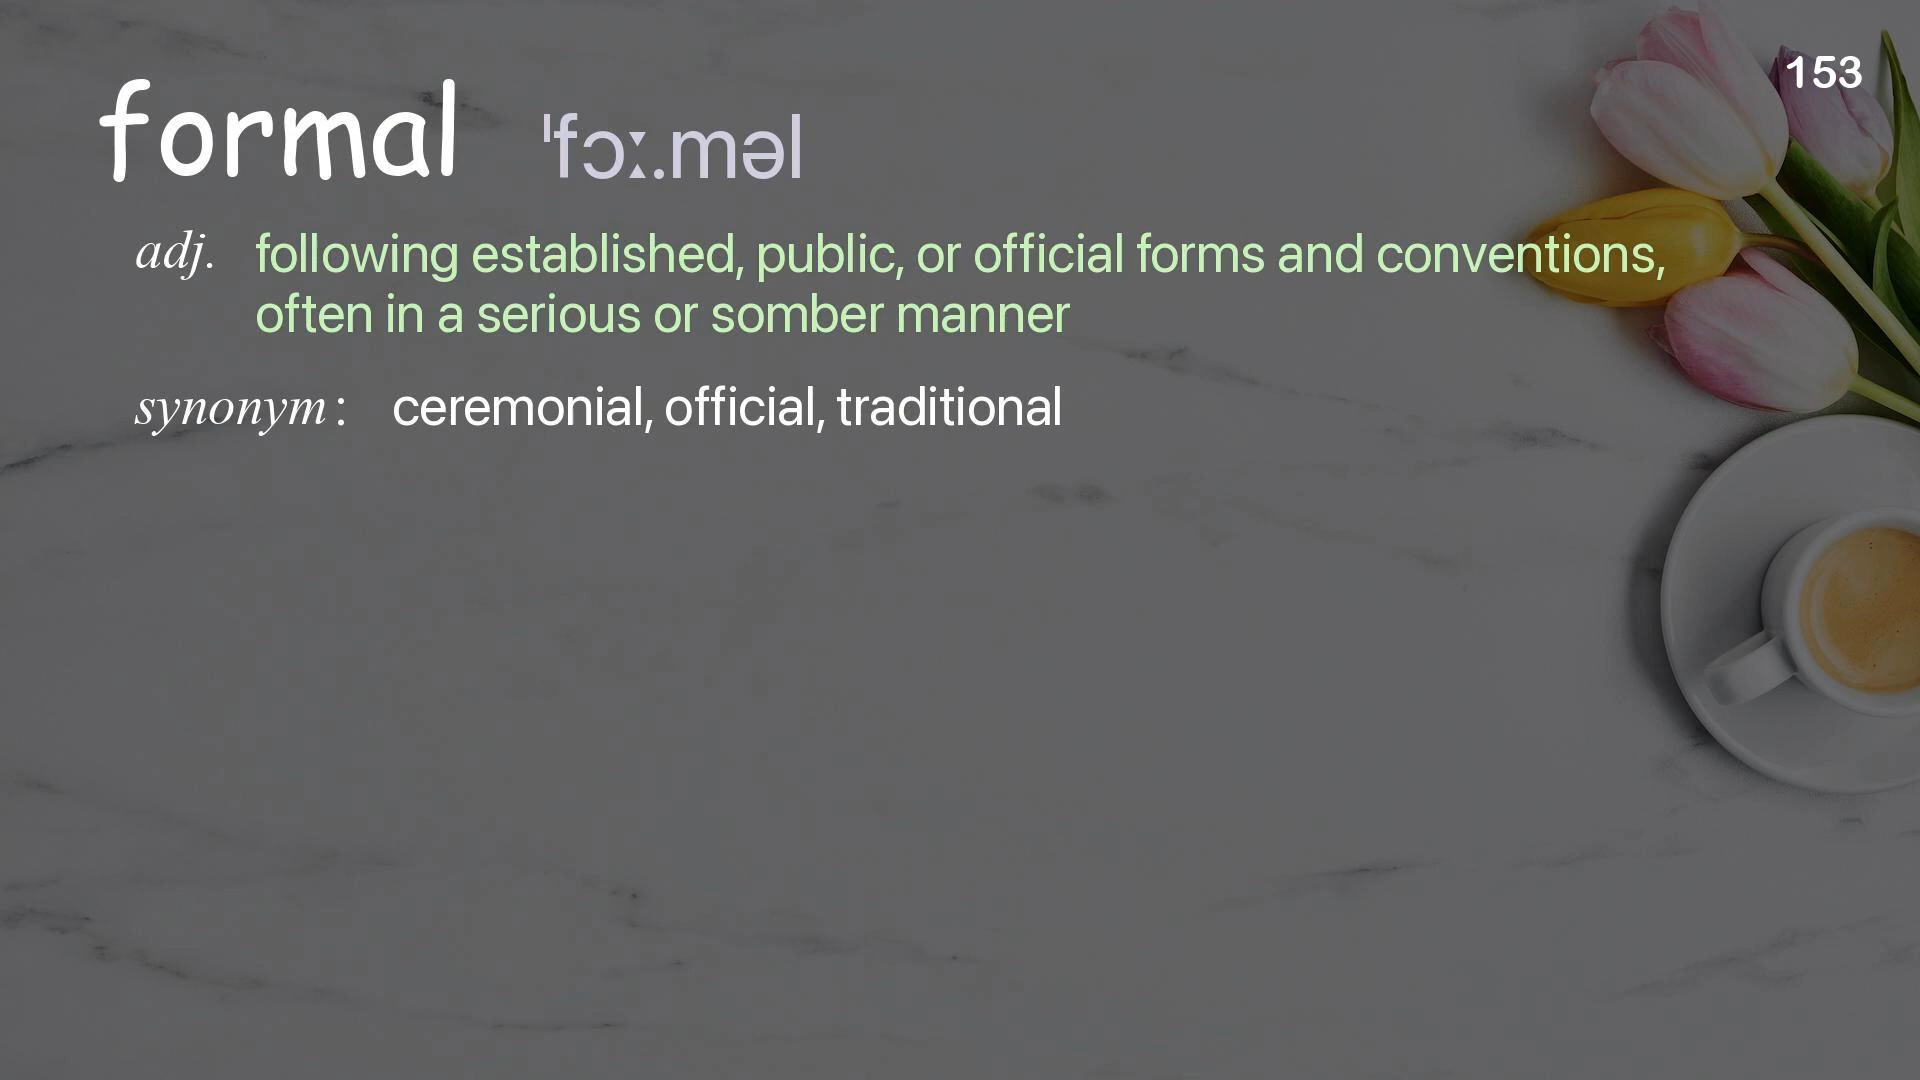 153
formal ˈfɔː.məl
adj. following established, public, or official forms and conventions,
often in a serious or somber manner
synonym : ceremonial, official, traditional